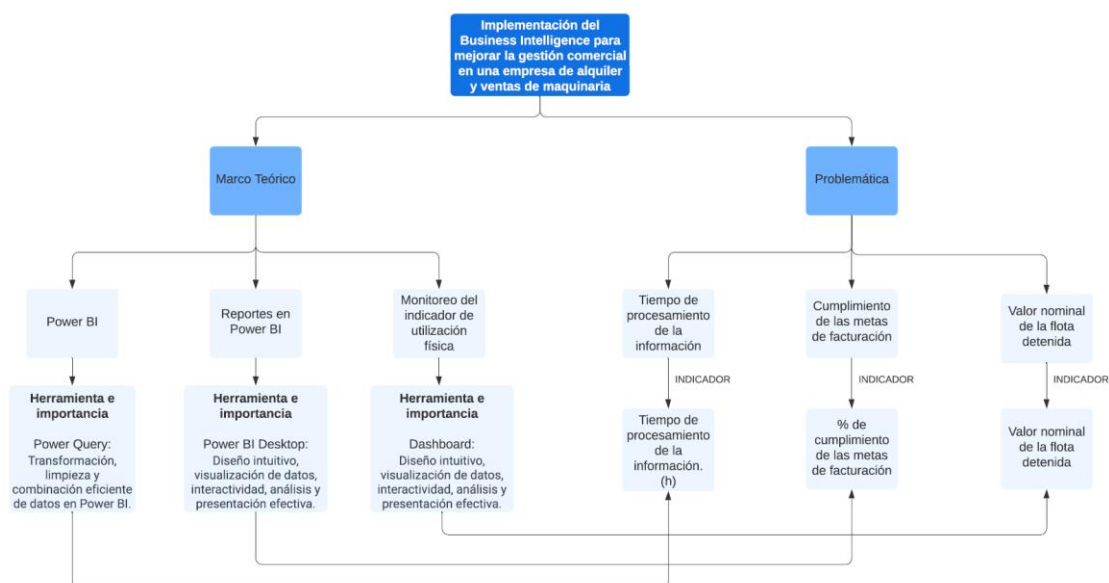 Implementación del
Business Intelligence para
mejorar la gestión comercial
en una empresa de alquiler
y ventas de maquinaria
Marco Teórico
Problemática
Power BI
Reportes en
Power BI
Monitoreo del
indicador de
utilización
física
Tiempo de
procesamiento
de la
información
Cumplimiento
de las metas
de facturación
Valor nominal
de la flota
detenida
INDICADOR
INDICADOR
INDICADOR
Herramienta e
importancia
Power Query:
Transformación,
limpieza y
combinación eficiente
de datos en Power BI.
Herramienta e
importancia
Power BI Desktop:
Diseño intuitivo,
visualización de datos,
interactividad, análisis y
presentación efectiva.
Herramienta e
importancia
Dashboard:
Diseño intuitivo,
visualización de datos,
interactividad, análisis y
presentación efectiva.
Tiempo de
procesamiento
de la
información.
(h)
% de
cumplimiento
de las metas
de facturación
Valor nominal
de la flota
detenida